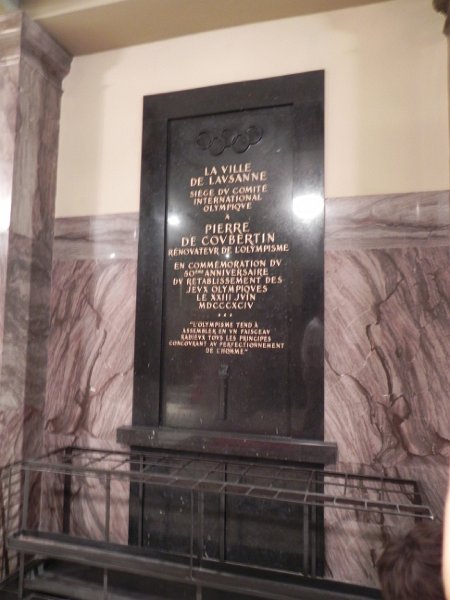 LA VILLE
DE LAVSANNE
SIÈGE DV COMITÉ
INTERNATIONAL
OLYMPIQVE
A
PIERRE
DE COVBERTIN
RÉNOVATEVR DE L'OLYMPISME
EN COMMÉMORATION DV
50ÈME ANNIVERSAIRE
DV RÉTABLISSEMENT DES
JEVX OLYMPIQVES
LE XXIII JVIN
MDCCCXCIV
***
"L'OLYMPISME TEND À
ASSEMBLER EN VN FAISCEAV
RADIEVX TOVS LES PRINCIPES
CONCOVRANT AV PERFECTIONNEMENT
DE L'HOMME"